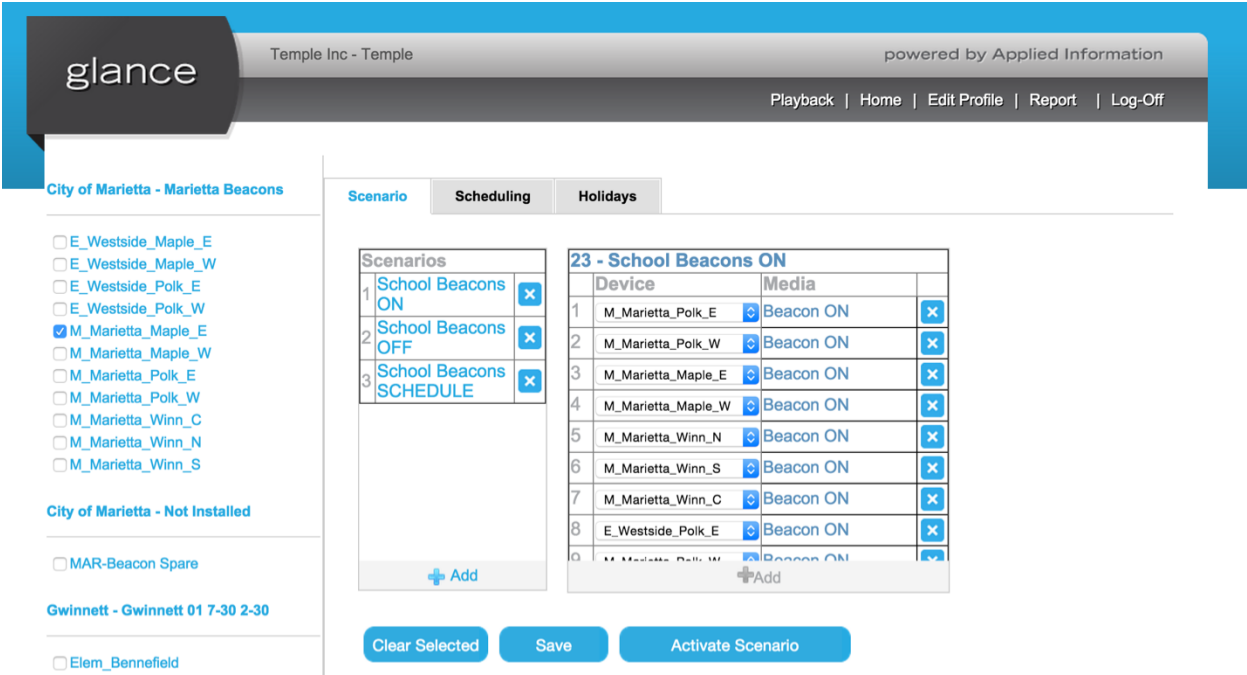 glance
Temple Inc - Temple
powered by Applied Information
Playback | Home | Edit Profile | Report | Log-Off
City of Marietta - Marietta Beacons
E_Westside_Maple_E
E_Westside_Maple_W
E_Westside_Polk_E
E_Westside_Polk_W
M_Marietta_Maple_E
M_Marietta_Maple_W
M_Marietta_Polk_E
M_Marietta_Polk_W
M_Marietta_Winn_C
M_Marietta_Winn_N
M_Marietta_Winn_S
City of Marietta - Not Installed
MAR-Beacon Spare
Gwinnett - Gwinnett 01 7-30 2-30
Elem_Bennefield
Scenario Scheduling Holidays
Scenarios
1 School Beacons
ON
2 School Beacons
OFF
3 School Beacons
SCHEDULE
Add
23 - School Beacons ON
Device Media
1 M_Marietta_Polk_E Beacon ON
2 M_Marietta_Polk_W Beacon ON
3 M_Marietta_Maple_E Beacon ON
4 M_Marietta_Maple_W Beacon ON
5 M_Marietta_Winn_N Beacon ON
6 M_Marietta_Winn_S Beacon ON
7 M_Marietta_Winn_C Beacon ON
8 E_Westside_Polk_E Beacon ON
9 M_Marietta_Polk_W Beacon ON
Add
Clear Selected Save Activate Scenario